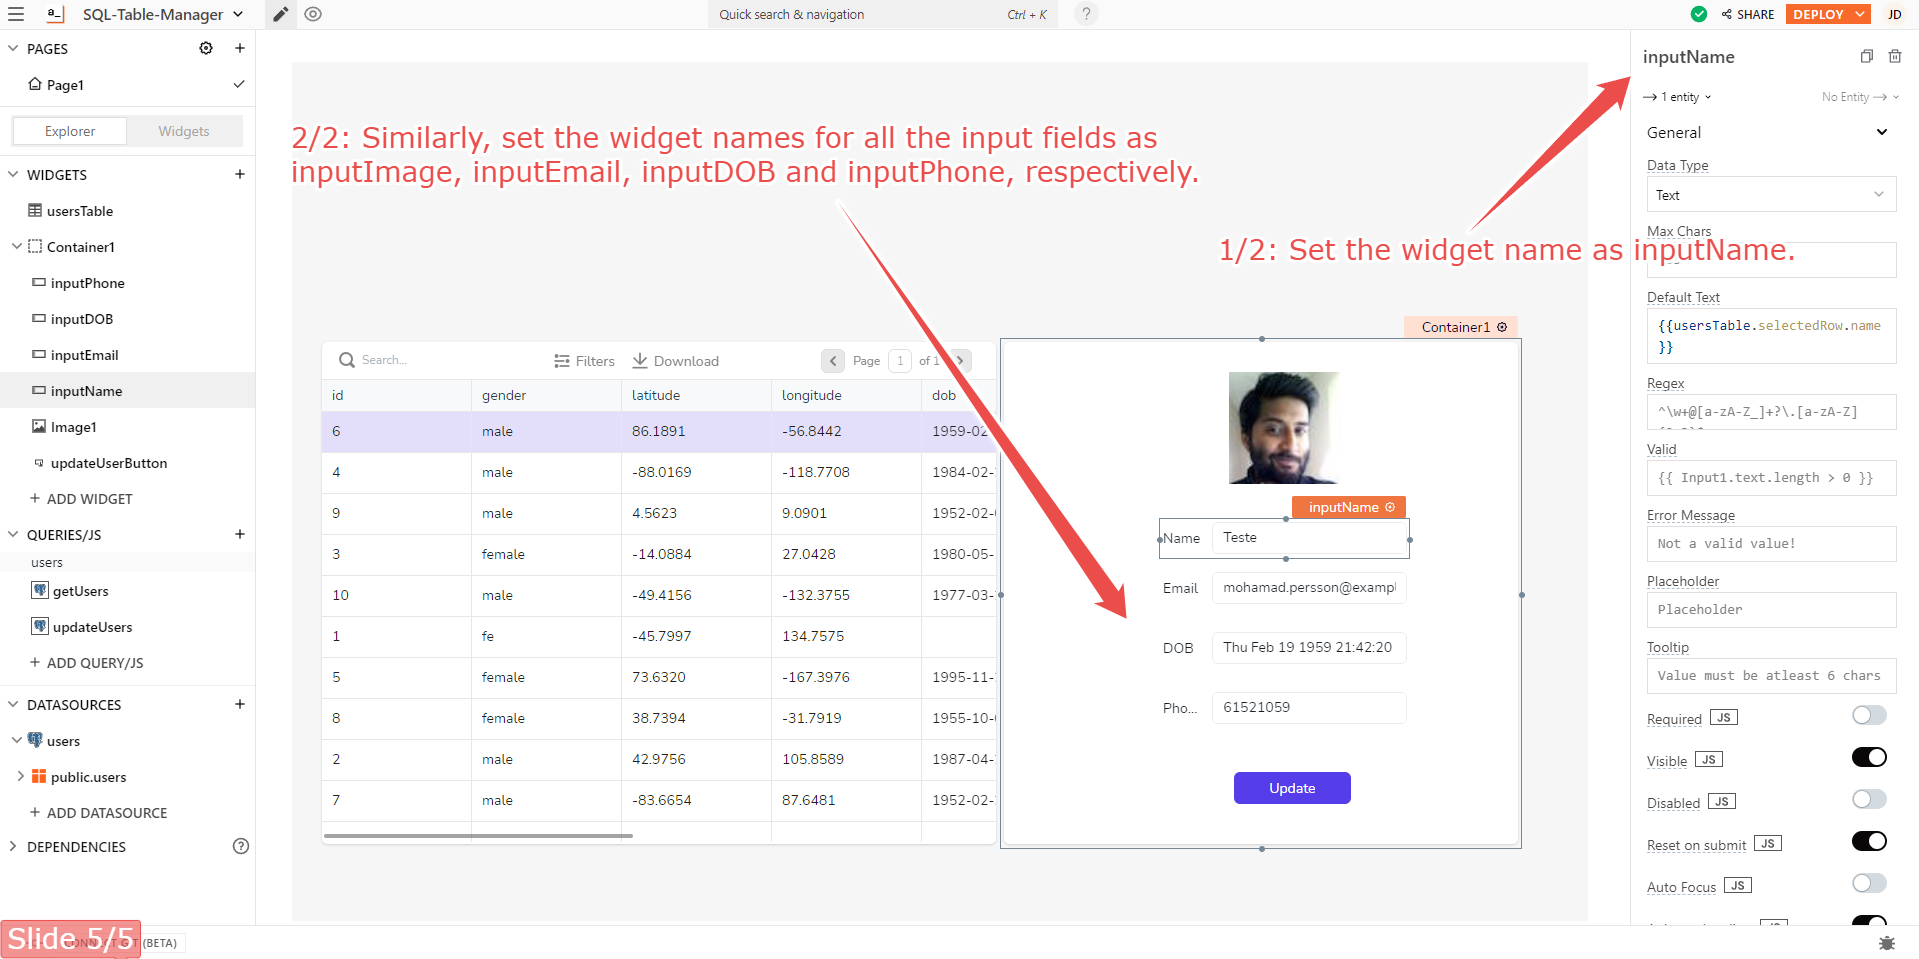 SQL-Table-Manager
Quick search & navigation
Ctrl + K
?
SHARE
DEPLOY
JD
PAGES
Page1
Explorer
Widgets
WIDGETS
usersTable
Container1
inputPhone
inputDOB
inputEmail
inputName
Image1
updateUserButton
ADD WIDGET
QUERIES/JS
users
getUsers
updateUsers
ADD QUERY/JS
DATASOURCES
users
public.users
ADD DATASOURCE
DEPENDENCIES
?
Slide 5/5
(BETA)
2/2: Similarly, set the widget names for all the input fields as
inputImage, inputEmail, inputDOB and inputPhone, respectively.
1/2: Set the widget name as inputName.
Search...
Filters
Download
Page
1
of 1
id gender latitude longitude dob
6 male 86.1891 -56.8442 1959-02
4 male -88.0169 -118.7708 1984-02-
9 male 4.5623 9.0901 1952-02-
3 female -14.0884 27.0428 1980-05-
10 male -49.4156 -132.3755 1977-03-
1 fe -45.7997 134.7575
5 female 73.6320 -167.3976 1995-11-
8 female 38.7394 -31.7919 1955-10-
2 male 42.9756 105.8589 1987-04-
7 male -83.6654 87.6481 1952-02-
Container1
inputName
Name Teste
Email mohamad.persson@exampl
DOB Thu Feb 19 1959 21:42:20
Pho... 61521059
Update
inputName
1 entity
No Entity
General
Data Type
Text
Max Chars
Default Text
{{usersTable.selectedRow.name
}}
Regex
^\w+@[a-zA-Z_]+?\.[a-zA-Z]
Valid
{{ Input1.text.length > 0 }}
Error Message
Not a valid value!
Placeholder
Placeholder
Tooltip
Value must be atleast 6 chars
Required JS
Visible JS
Disabled JS
Reset on submit JS
Auto Focus JS